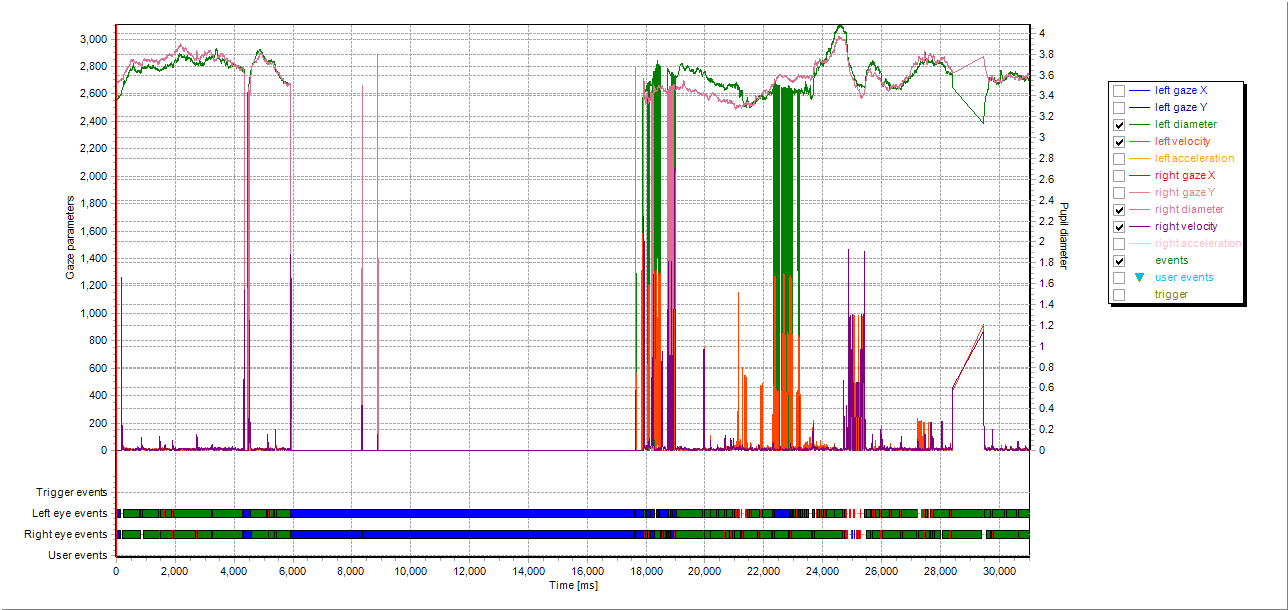 3,000
2,800
2,600
2,400
2,200
2,000
1,800
1,600
1,400
1,200
1,000
800
600
400
200
0
Gaze parameters
4
3.8
3.6
3.4
3.2
3
2.8
2.6
2.4
2.2
2
1.8
1.6
1.4
1.2
1
0.8
0.6
0.4
0.2
0
Pupil diameter
left gaze X
left gaze Y
left diameter
left velocity
left acceleration
right gaze X
right gaze Y
right diameter
right velocity
right acceleration
events
user events
trigger
Trigger events
Left eye events
Right eye events
User events
0 2,000 4,000 6,000 8,000 10,000 12,000 14,000 16,000 18,000 20,000 22,000 24,000 26,000 28,000 30,000
Time [ms]